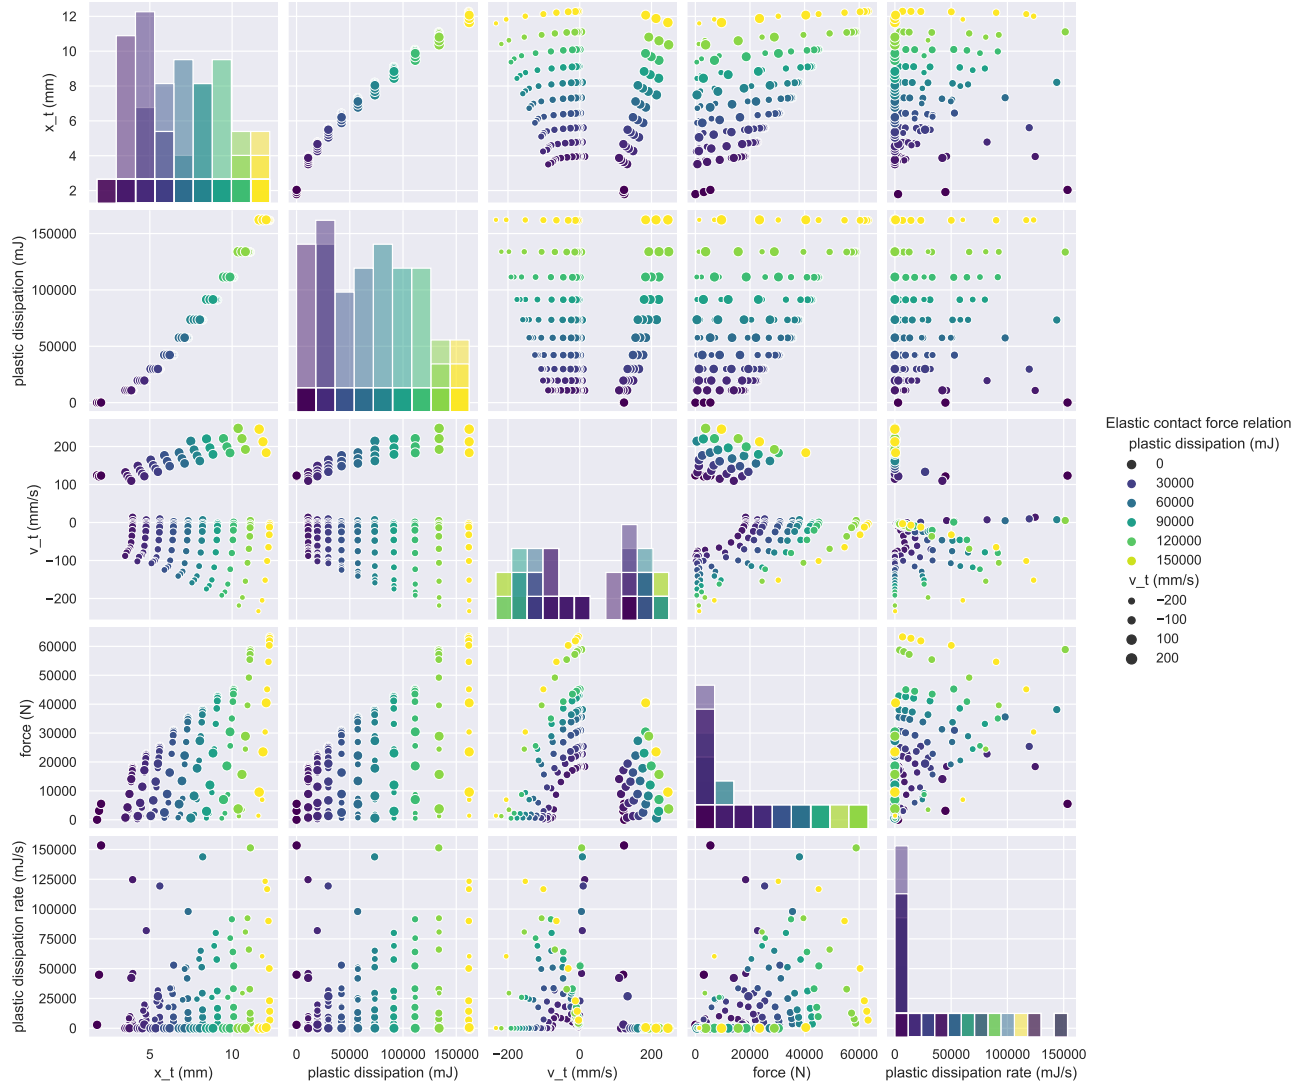 12
10
8
6
4
2
x_t (mm)
150000
100000
50000
0
plastic dissipation (mJ)
200
100
0
−100
−200
v_t (mm/s)
Elastic contact force relation
plastic dissipation (mJ)
0
30000
60000
90000
120000
150000
v_t (mm/s)
−200
−100
100
200
60000
50000
40000
30000
20000
10000
0
force (N)
150000
125000
100000
75000
50000
25000
0
plastic dissipation rate (mJ/s)
5 10
x_t (mm)
0 50000 100000 150000
plastic dissipation (mJ)
−200 0 200
v_t (mm/s)
0 20000 40000 60000
force (N)
0 50000 100000 150000
plastic dissipation rate (mJ/s)